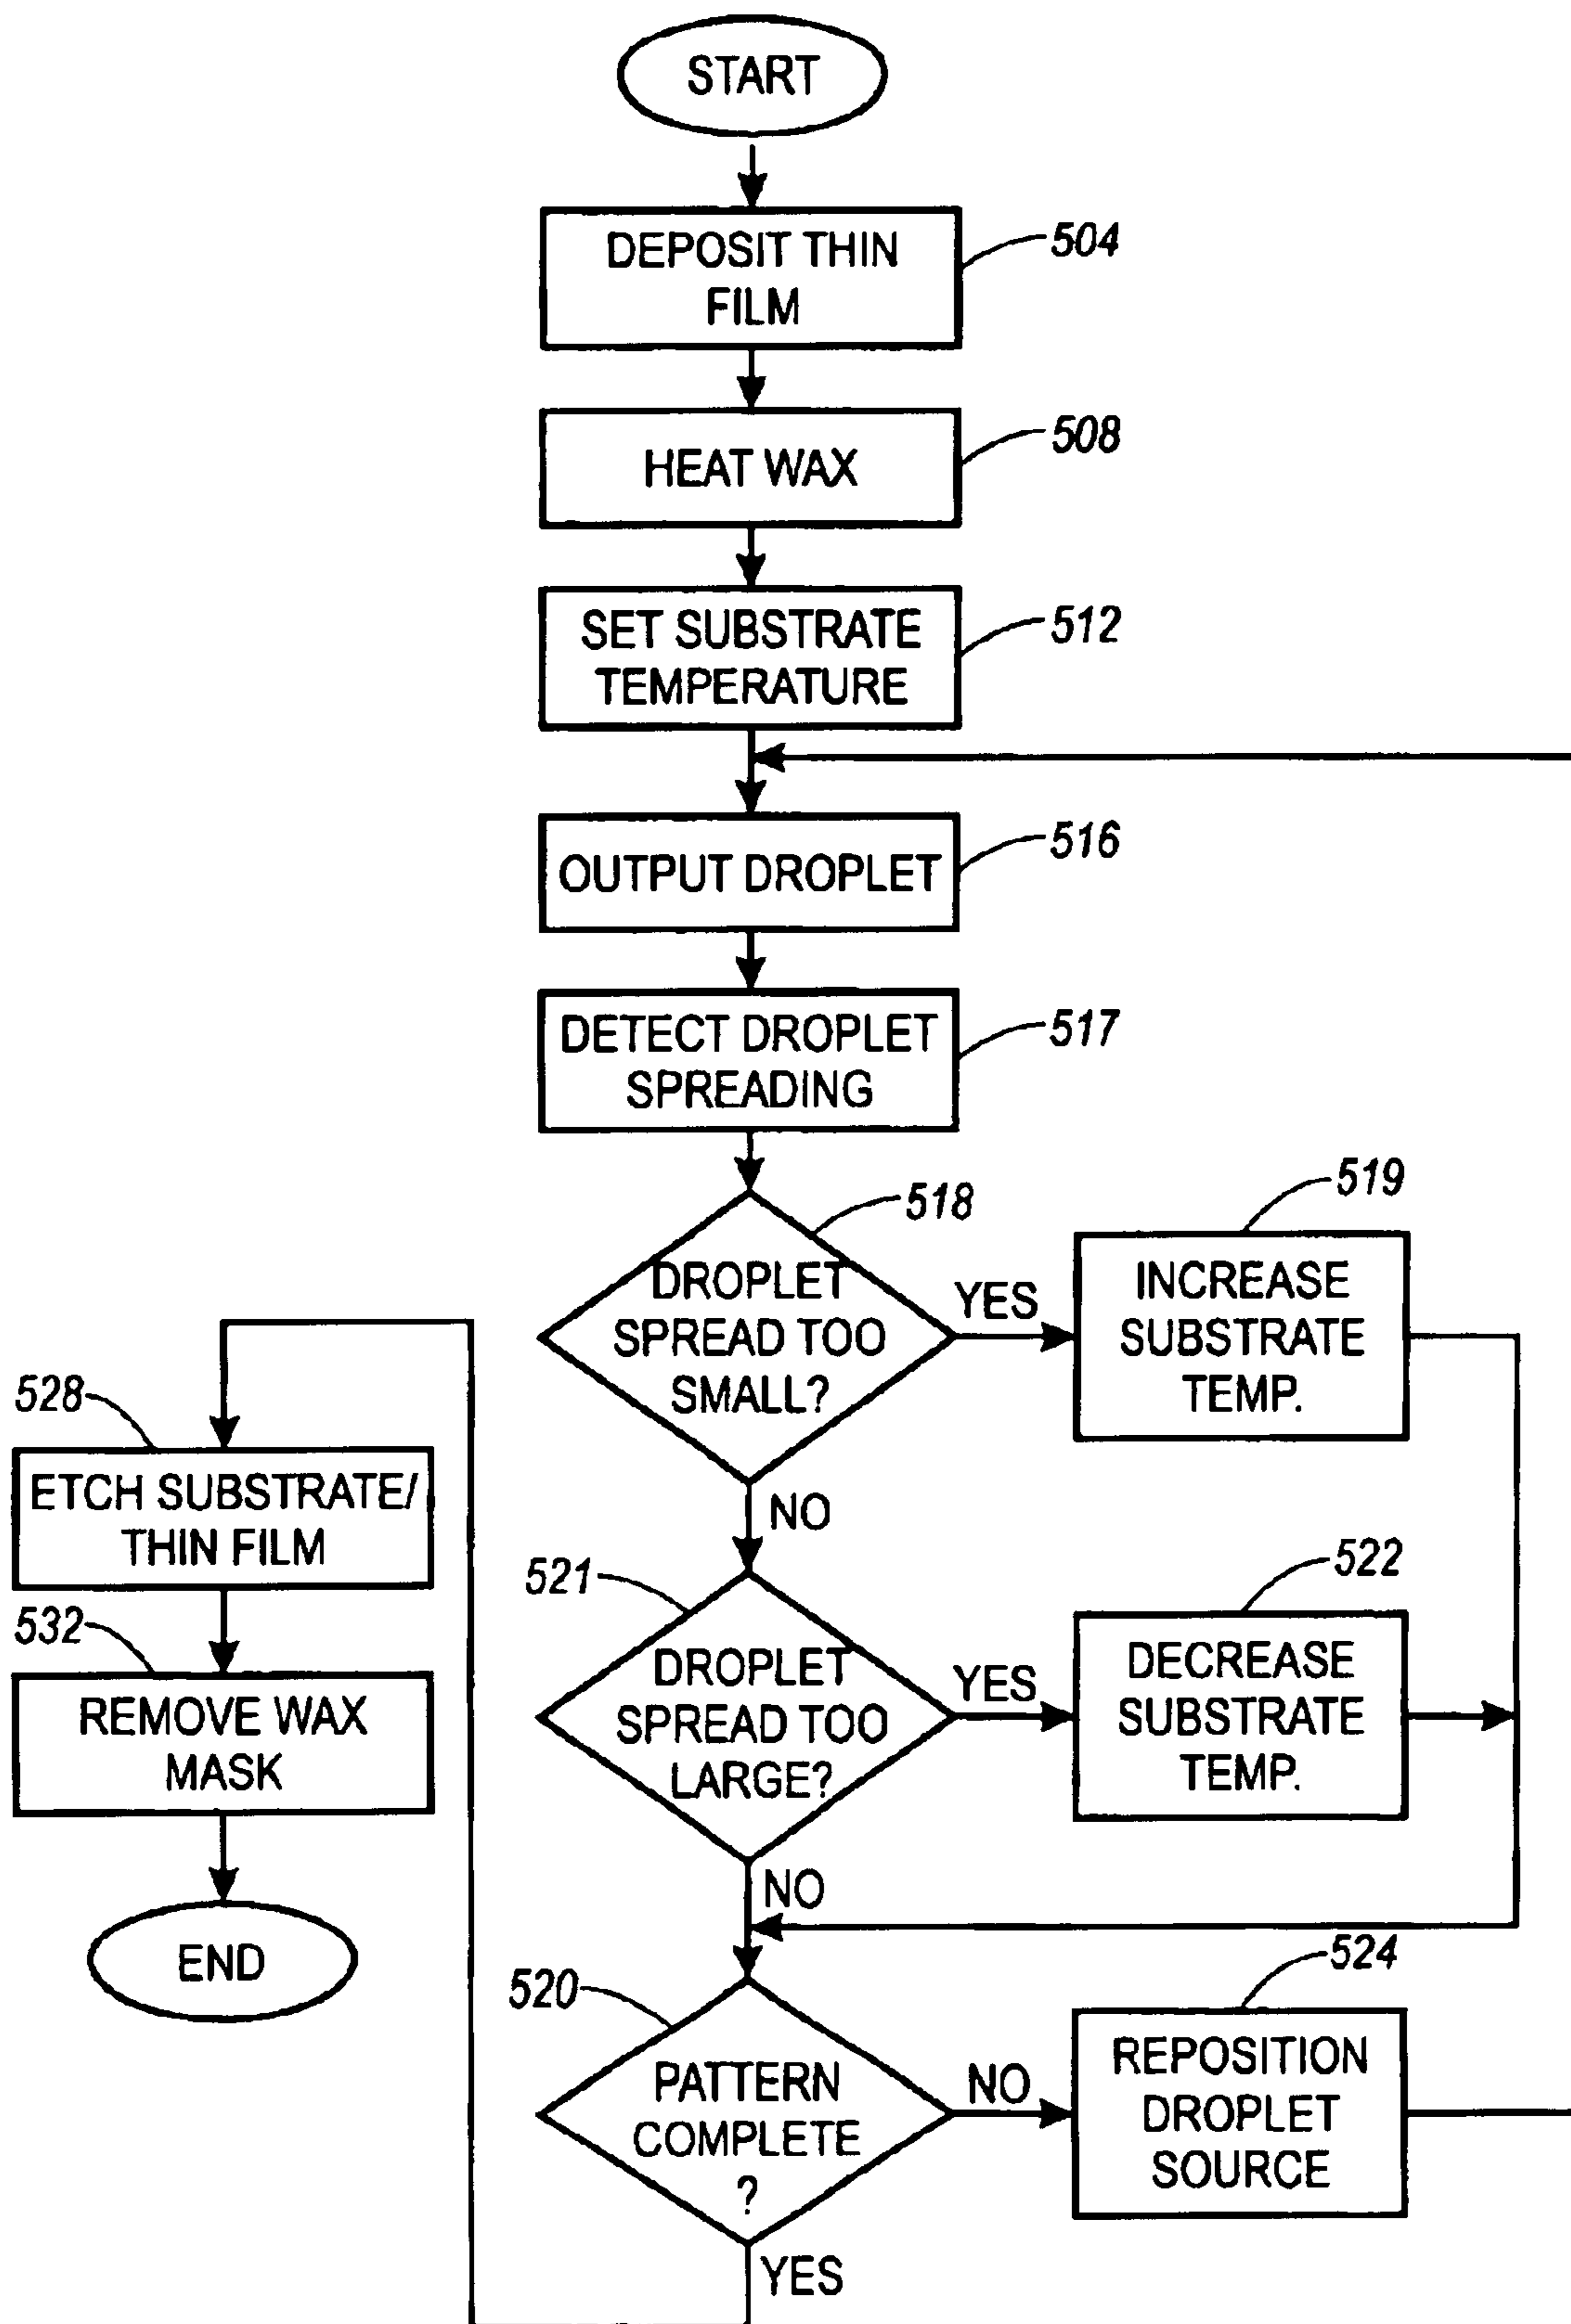 START
DEPOSIT THIN
FILM
504
HEAT WAX
508
SET SUBSTRATE
TEMPERATURE
512
OUTPUT DROPLET
516
DETECT DROPLET
SPREADING
517
DROPLET
SPREAD TOO
SMALL?
518
YES
INCREASE
SUBSTRATE
TEMP.
519
NO
DROPLET
SPREAD TOO
LARGE?
521
YES
DECREASE
SUBSTRATE
TEMP.
522
NO
PATTERN
COMPLETE
?
520
NO
REPOSITION
DROPLET
SOURCE
524
YES
ETCH SUBSTRATE/
THIN FILM
528
REMOVE WAX
MASK
532
END